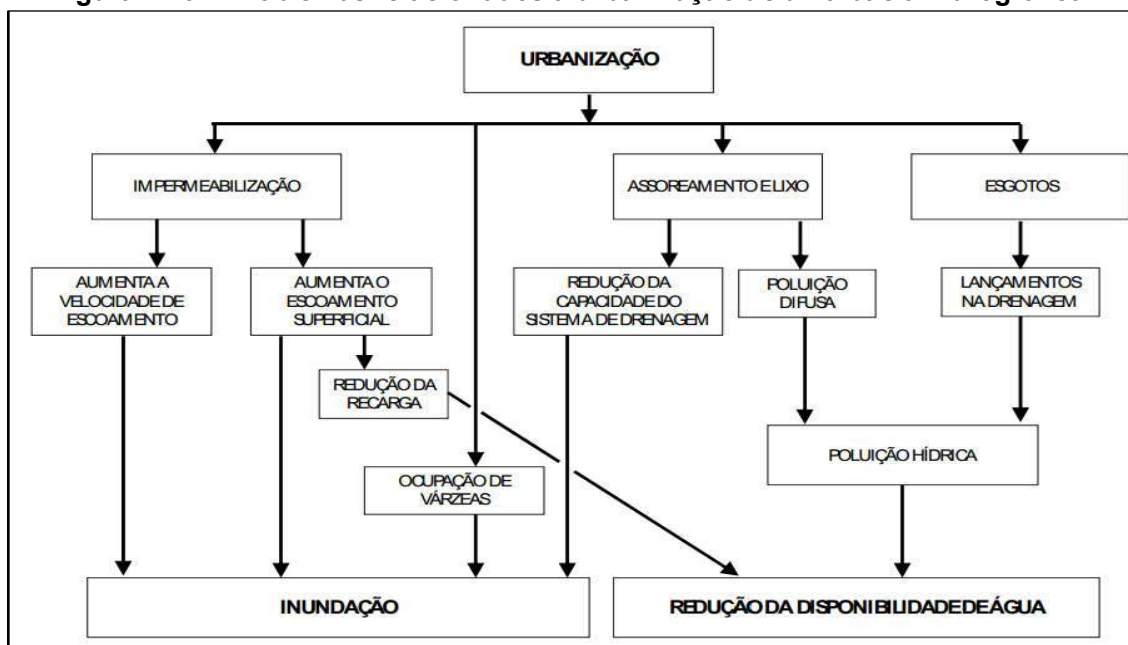 URBANIZAÇÃO
IMPERMEABILIZAÇÃO
ASSOREAMENTO E LIXO
ESGOTOS
AUMENTA A
VELOCIDADE DE
ESCOAMENTO
AUMENTA O
ESCOAMENTO
SUPERFICIAL
REDUÇÃO DA
CAPACIDADE DO
SISTEMA DE DRENAGEM
POLUIÇÃO
DIFUSA
LANÇAMENTOS
NA DRENAGEM
REDUÇÃO DA
RECARGA
POLUIÇÃO HÍDRICA
OCUPAÇÃO DE
VÁRZEAS
INUNDAÇÃO
REDUÇÃO DA DISPONIBILIDADE DE ÁGUA